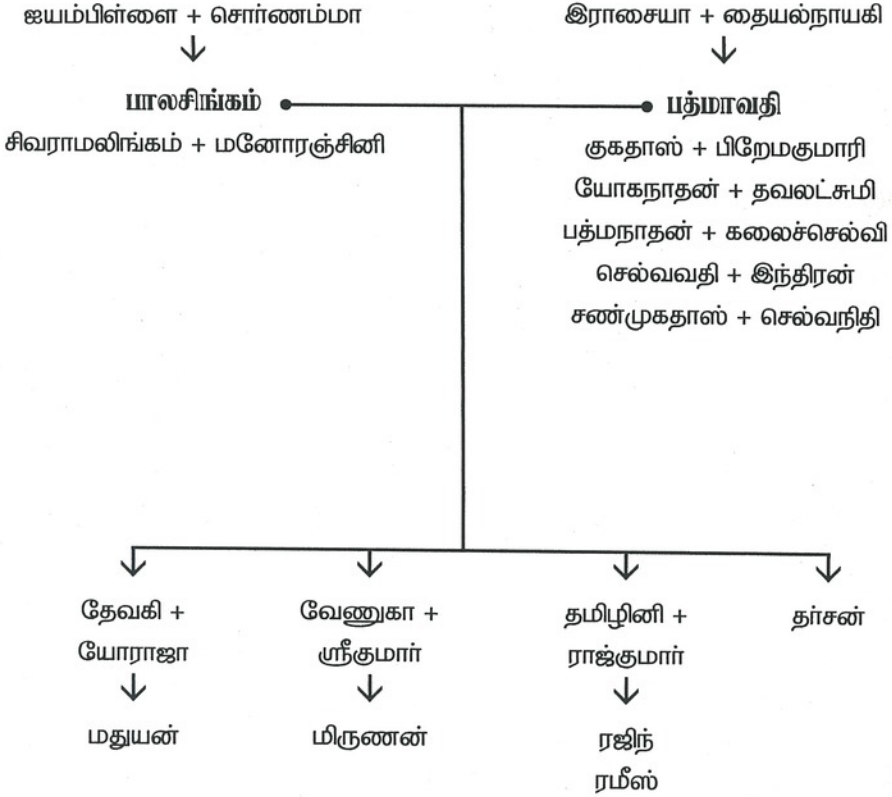 ஐயம்பிள்ளை + சொர்ணம்மா
இராசையா + தையல்நாயகி
பாலசிங்கம்
பத்மாவதி
சிவராமலிங்கம் + மனோரஞ்சினி
குகதாஸ் + பிறேமகுமாரி
யோகநாதன் + தவலட்சுமி
பத்மநாதன் + கலைச்செல்வி
செல்வவதி + இந்திரன்
சண்முகதாஸ் + செல்வநிதி
தேவகி +
யோராஜா
வேணுகா +
ஸ்ரீகுமார்
தமிழினி +
ராஜ்குமார்
தர்சன்
மதுயன்
மிருணன்
ரஜிந்
ரமீஸ்